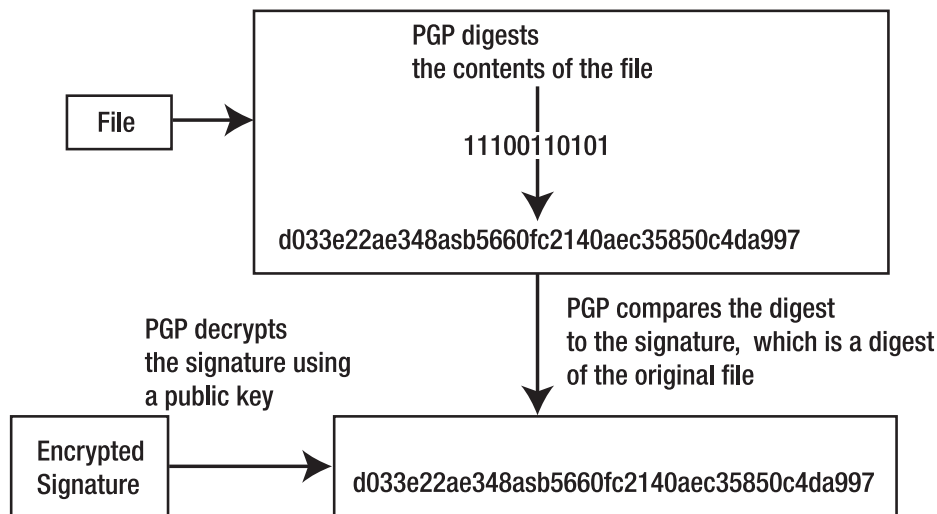 PGP digests
the contents of the file
File
11100110101
d033e22ae348asb5660fc2140aec35850c4da997
PGP compares the digest
to the signature, which is a digest
of the original file
PGP decrypts
the signature using
a public key
Encrypted
Signature
d033e22ae348asb5660fc2140aec35850c4da997